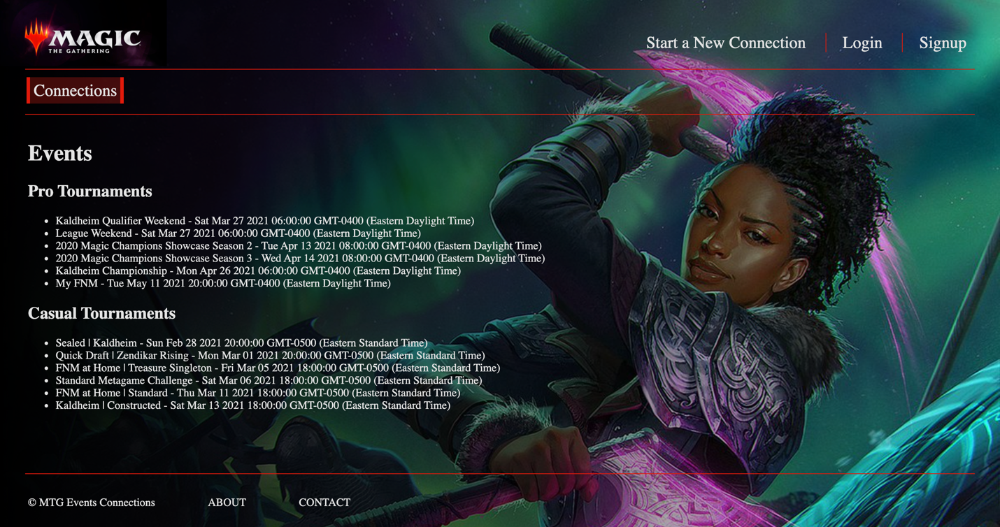 MAGIC
THE GATHERING
Start a New Connection
Login
Signup
Connections
Events
Pro Tournaments
Kaldheim Qualifier Weekend - Sat Mar 27 2021 06:00:00 GMT-0400 (Eastern Daylight Time)
League Weekend - Sat Mar 27 2021 06:00:00 GMT-0400 (Eastern Daylight Time)
2020 Magic Champions Showcase Season 2 - Tue Apr 13 2021 08:00:00 GMT-0400 (Eastern Daylight Time)
2020 Magic Champions Showcase Season 3 - Wed Apr 14 2021 08:00:00 GMT-0400 (Eastern Daylight Time)
Kaldheim Championship - Mon Apr 26 2021 06:00:00 GMT-0400 (Eastern Daylight Time)
My FNM - Tue May 11 2021 20:00:00 GMT-0400 (Eastern Daylight Time)
Casual Tournaments
Sealed | Kaldheim - Sun Feb 28 2021 20:00:00 GMT-0500 (Eastern Standard Time)
Quick Draft | Zendikar Rising - Mon Mar 01 2021 20:00:00 GMT-0500 (Eastern Standard Time)
FNM at Home | Treasure Singleton - Fri Mar 05 2021 18:00:00 GMT-0500 (Eastern Standard Time)
Standard Metagame Challenge - Sat Mar 06 2021 18:00:00 GMT-0500 (Eastern Standard Time)
FNM at Home | Standard - Thu Mar 11 2021 18:00:00 GMT-0500 (Eastern Standard Time)
Kaldheim | Constructed - Sat Mar 13 2021 18:00:00 GMT-0500 (Eastern Standard Time)
© MTG Events Connections
ABOUT
CONTACT